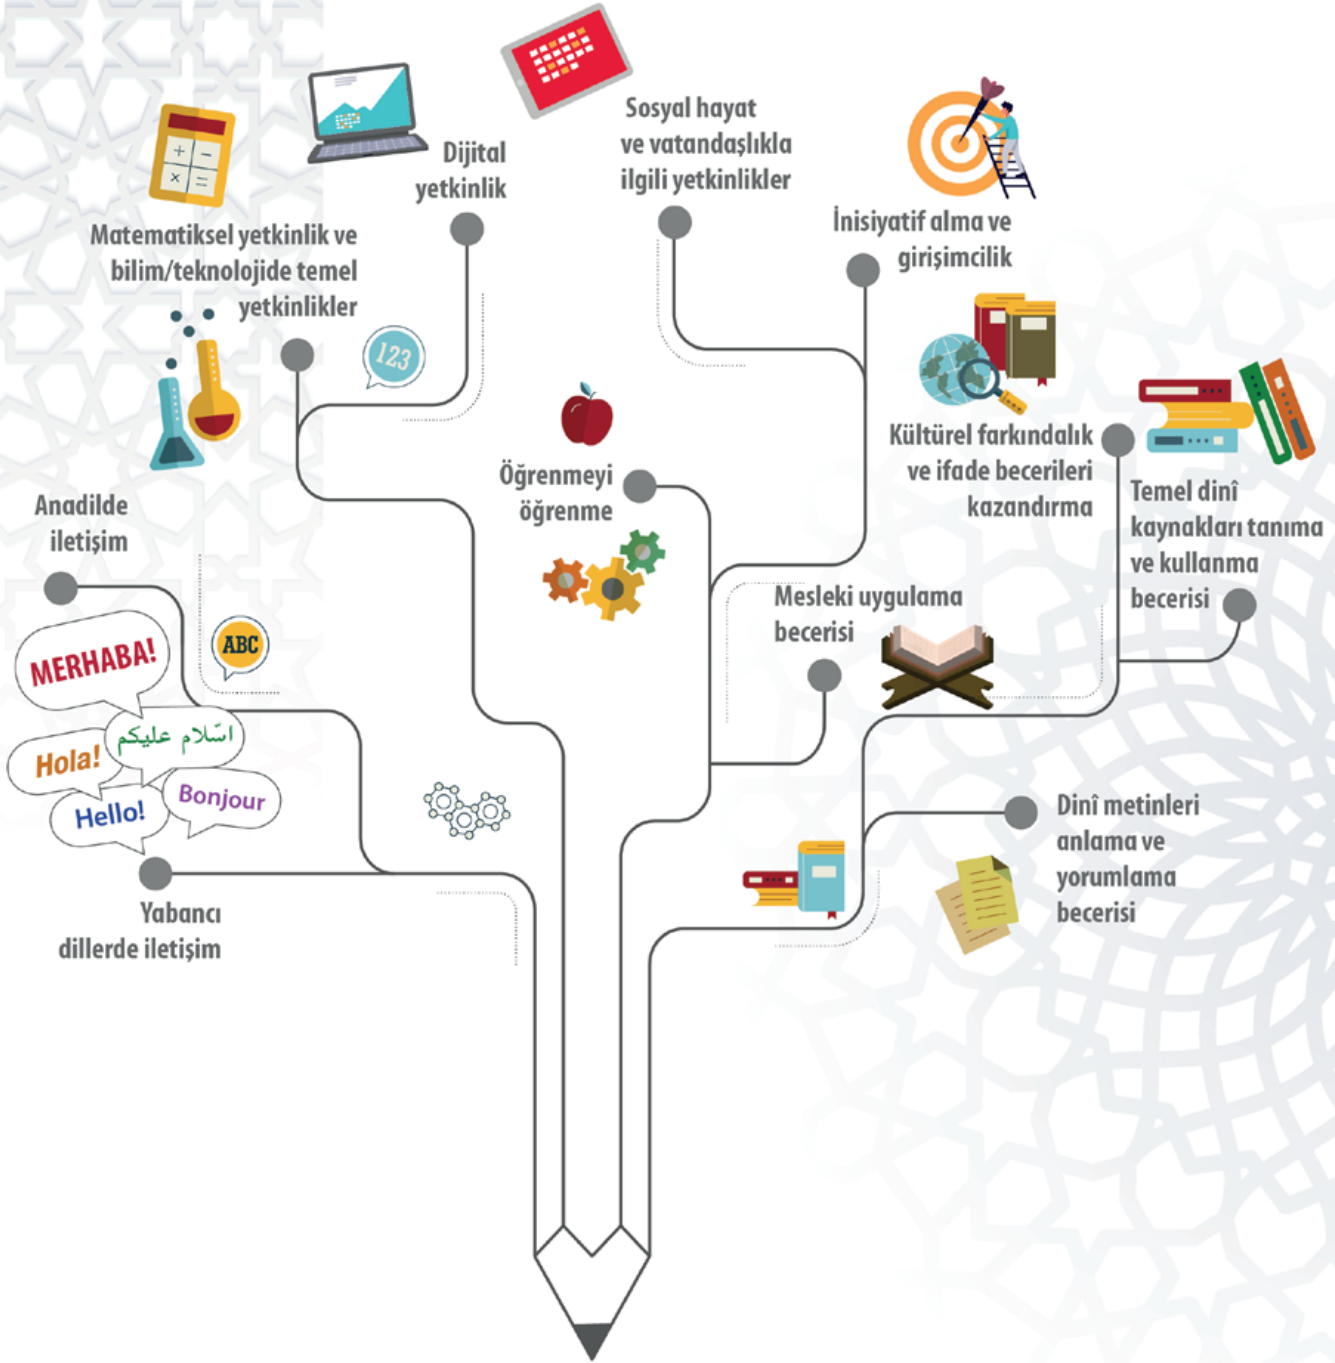 Sosyal hayat
ve vatandaşlıkla
ilgili yetkinlikler
Dijital
yetkinlik
İnisiyatif alma ve
girişimcilik
Matematiksel yetkinlik ve
bilim/teknolojide temel
yetkinlikler
123
Kültürel farkındalık
ve ifade becerileri
kazandırma
Öğrenmeyi
öğrenme
Temel dinî
kaynakları tanıma
ve kullanma
becerisi
Anadilde
iletişim
Mesleki uygulama
becerisi
ABC
MERHABA!
اسّلام عليكم
Hola!
Bonjour
Hello!
Dinî metinleri
anlama ve
yorumlama
becerisi
Yabancı
dillerde iletişim